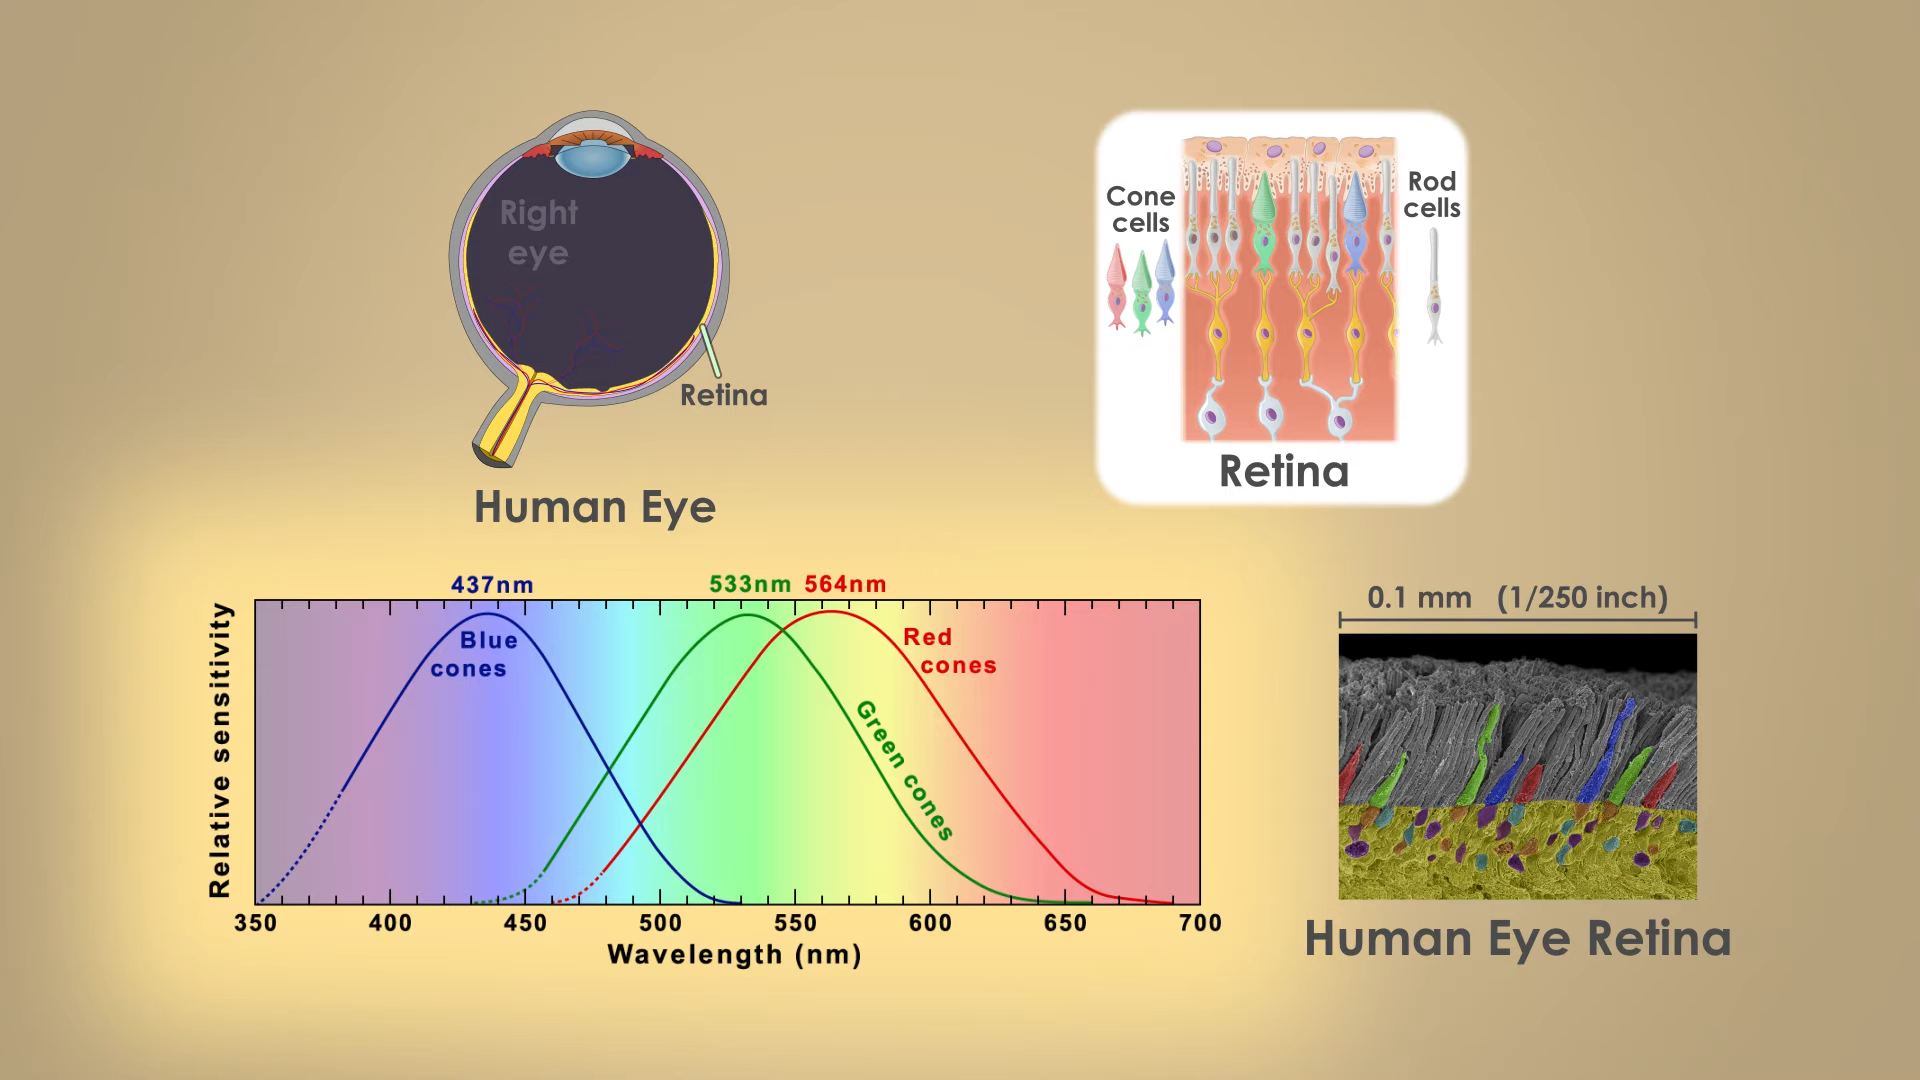 Right
eye
Retina
Human Eye
Cone
cells
Rod
cells
Retina
437nm
533nm
564nm
Blue
cones
Red
cones
Green cones
Relative sensitivity
350
400
450
500
550
600
650
700
Wavelength (nm)
0.1 mm (1/250 inch)
Human Eye Retina